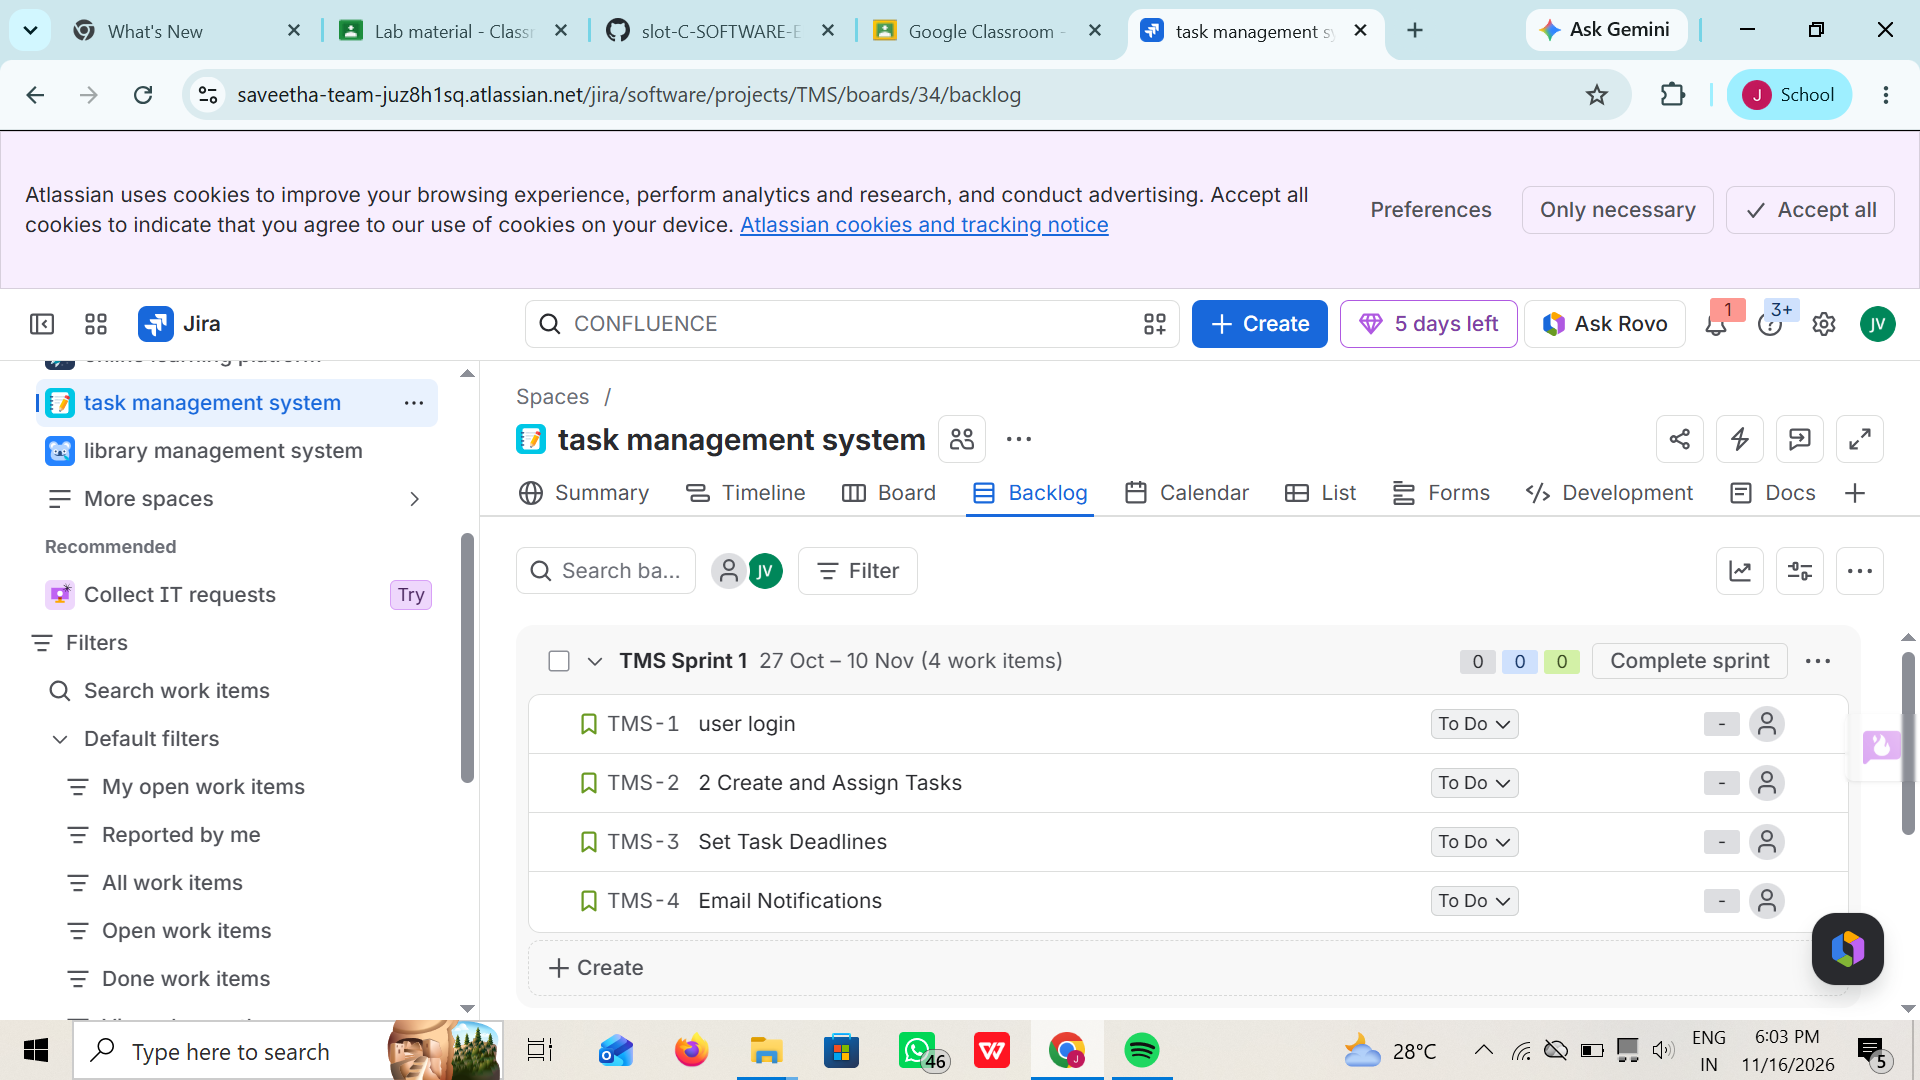 What's New
Lab material - Classr
slot-C-SOFTWARE-E
Google Classroom -
task management sy
Ask Gemini
saveetha-team-juz8h1sq.atlassian.net/jira/software/projects/TMS/boards/34/backlog
J
School
Atlassian uses cookies to improve your browsing experience, perform analytics and research, and conduct advertising. Accept all
cookies to indicate that you agree to our use of cookies on your device. Atlassian cookies and tracking notice
Preferences
Only necessary
Accept all
Jira
CONFLUENCE
Create
5 days left
Ask Rovo
1
3+
JV
online learning platform
task management system
library management system
More spaces
Recommended
Collect IT requests
Try
Filters
Search work items
Default filters
My open work items
Reported by me
All work items
Open work items
Done work items
Spaces /
task management system
Summary
Timeline
Board
Backlog
Calendar
List
Forms
Development
Docs
Search ba...
JV
Filter
TMS Sprint 1 27 Oct – 10 Nov (4 work items)
0 0 0
Complete sprint
TMS-1 user login To Do -
TMS-2 2 Create and Assign Tasks To Do -
TMS-3 Set Task Deadlines To Do -
TMS-4 Email Notifications To Do -
Create
Type here to search
46
28°C
ENG
IN
6:03 PM
11/16/2026
5